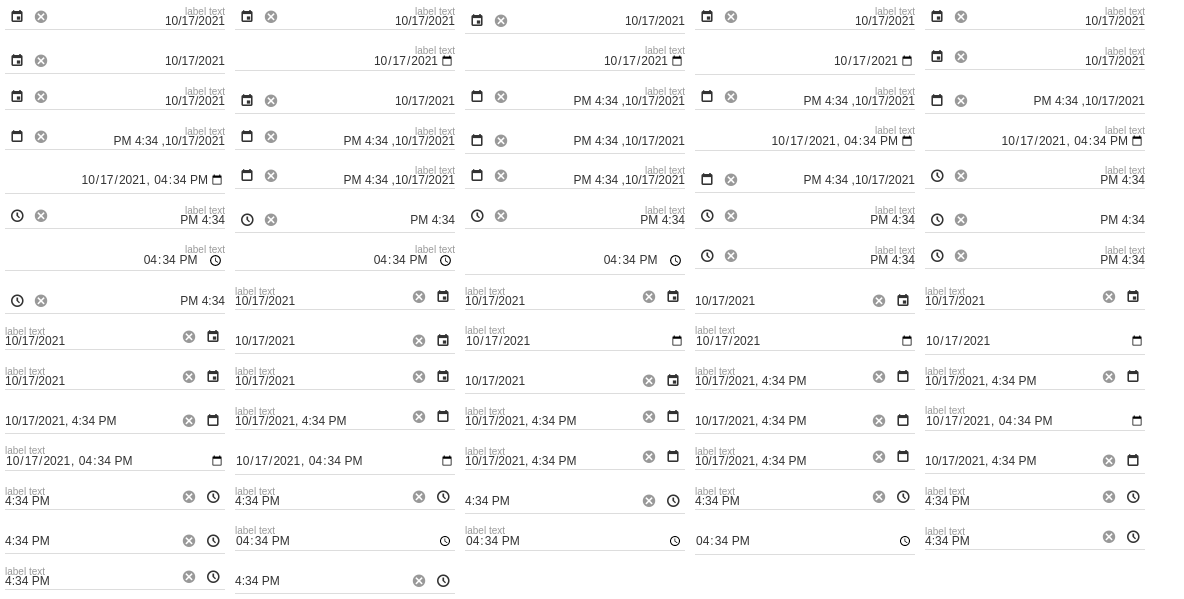 label text
10/17/2021
label text
10/17/2021
10/17/2021
label text
10/17/2021
label text
10/17/2021
10/17/2021
label text
10/17/2021
label text
10/17/2021
10/17/2021
label text
10/17/2021
label text
10/17/2021
10/17/2021
label text
PM 4:34 ,10/17/2021
label text
PM 4:34 ,10/17/2021
PM 4:34 ,10/17/2021
label text
PM 4:34 ,10/17/2021
label text
PM 4:34 ,10/17/2021
PM 4:34 ,10/17/2021
label text
10/17/2021, 04:34 PM
label text
10/17/2021, 04:34 PM
10/17/2021, 04:34 PM
label text
PM 4:34 ,10/17/2021
label text
PM 4:34 ,10/17/2021
PM 4:34 ,10/17/2021
label text
PM 4:34
label text
PM 4:34
PM 4:34
label text
PM 4:34
label text
PM 4:34
PM 4:34
label text
04:34 PM
label text
04:34 PM
04:34 PM
label text
PM 4:34
label text
PM 4:34
PM 4:34
label text
10/17/2021
label text
10/17/2021
10/17/2021
label text
10/17/2021
label text
10/17/2021
10/17/2021
label text
10/17/2021
label text
10/17/2021
10/17/2021
label text
10/17/2021
label text
10/17/2021
10/17/2021
label text
10/17/2021, 4:34 PM
label text
10/17/2021, 4:34 PM
10/17/2021, 4:34 PM
label text
10/17/2021, 4:34 PM
label text
10/17/2021, 4:34 PM
10/17/2021, 4:34 PM
label text
10/17/2021, 04:34 PM
label text
10/17/2021, 04:34 PM
10/17/2021, 04:34 PM
label text
10/17/2021, 4:34 PM
label text
10/17/2021, 4:34 PM
10/17/2021, 4:34 PM
label text
4:34 PM
label text
4:34 PM
4:34 PM
label text
4:34 PM
label text
4:34 PM
4:34 PM
label text
04:34 PM
label text
04:34 PM
04:34 PM
label text
4:34 PM
label text
4:34 PM
4:34 PM